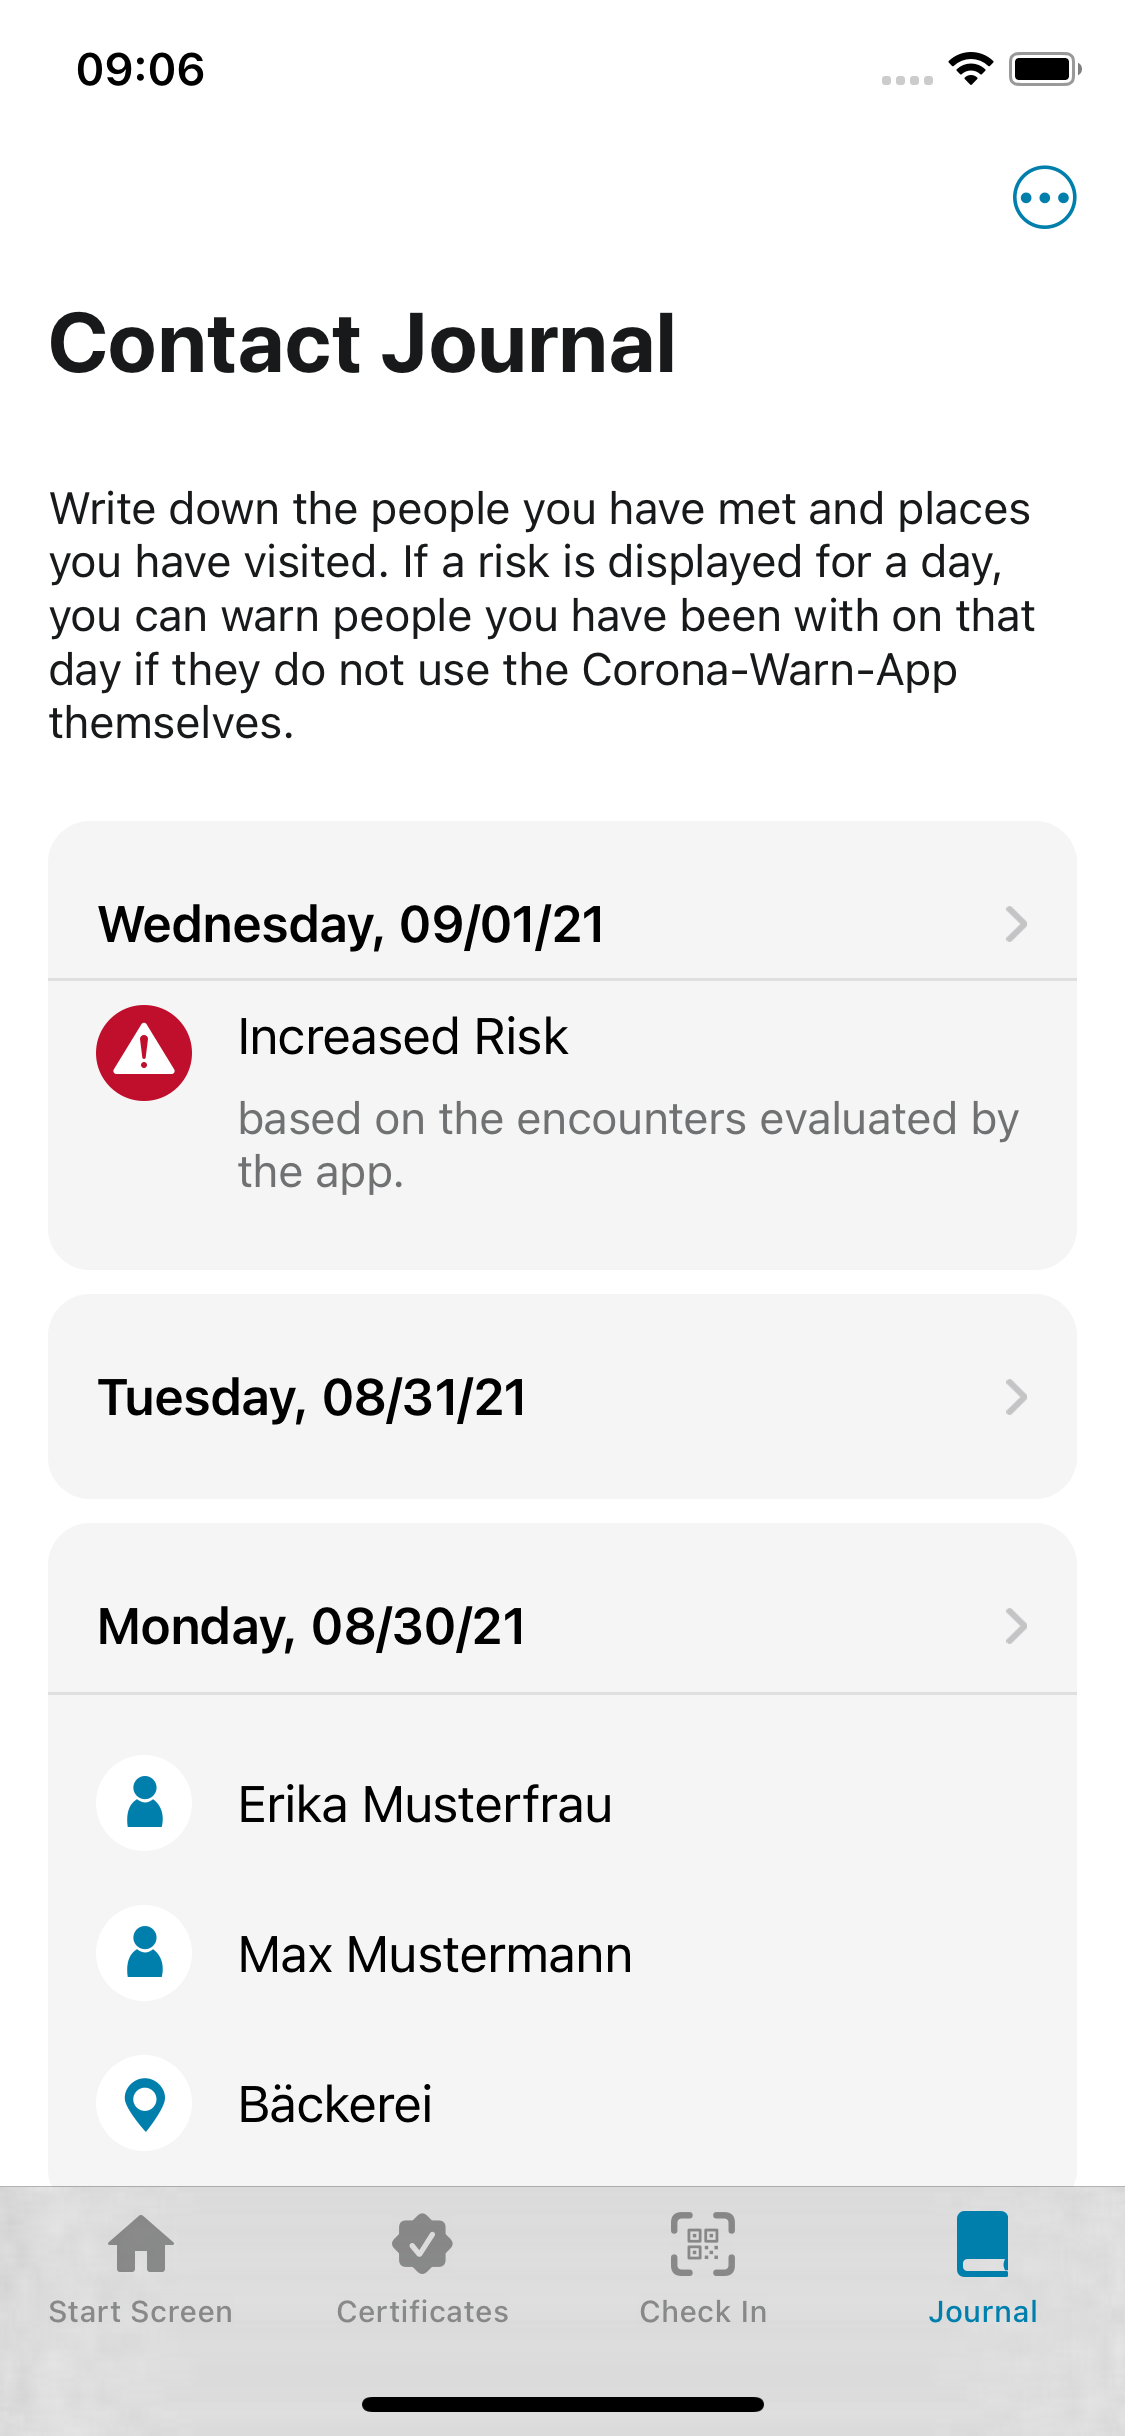 09:06
Contact Journal
Write down the people you have met and places
you have visited. If a risk is displayed for a day,
you can warn people you have been with on that
day if they do not use the Corona-Warn-App
themselves.
Wednesday, 09/01/21
Increased Risk
based on the encounters evaluated by
the app.
Tuesday, 08/31/21
Monday, 08/30/21
Erika Musterfrau
Max Mustermann
Bäckerei
Start Screen
Certificates
Check In
Journal